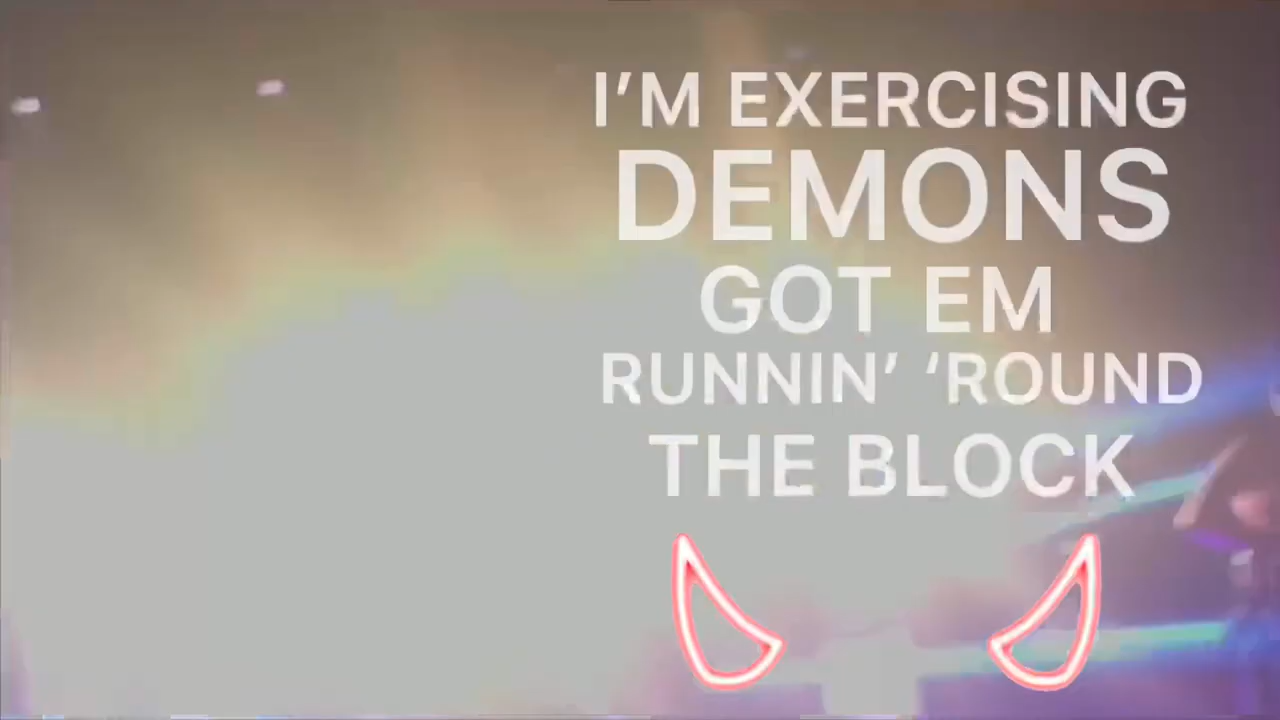 I’M EXERCISING
DEMONS
GOT EM
RUNNIN’ ‘ROUND
THE BLOCK